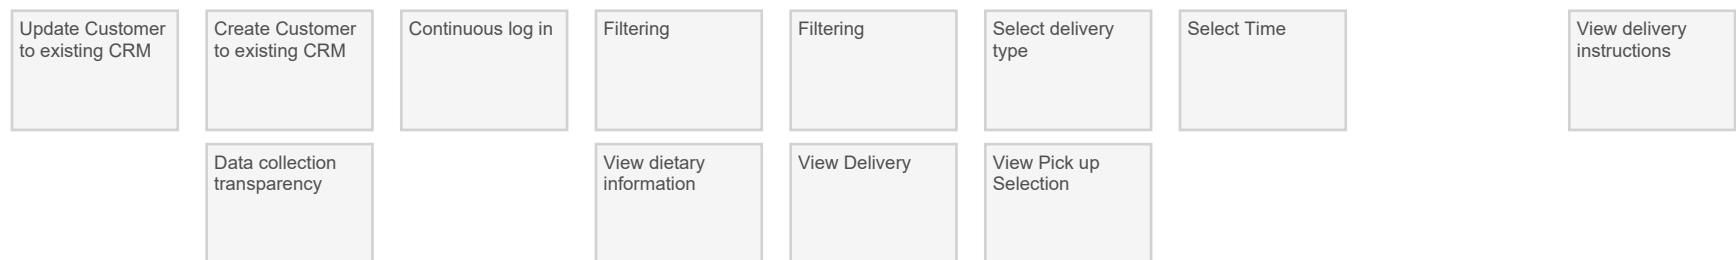 Update Customer
to existing CRM
Create Customer
to existing CRM
Continuous log in
Filtering
Filtering
Select delivery
type
Select Time
View delivery
instructions
Data collection
transparency
View dietary
information
View Delivery
View Pick up
Selection